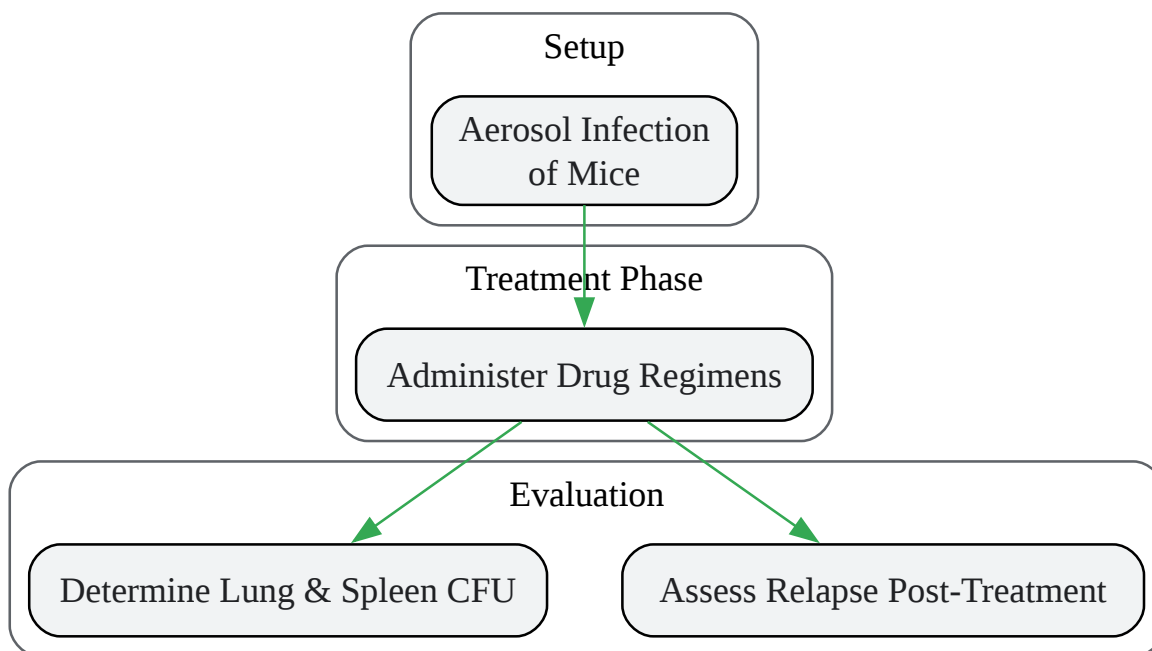 Setup
Aerosol Infection
of Mice
Treatment Phase
Administer Drug Regimens
Evaluation
Determine Lung & Spleen CFU
Assess Relapse Post-Treatment